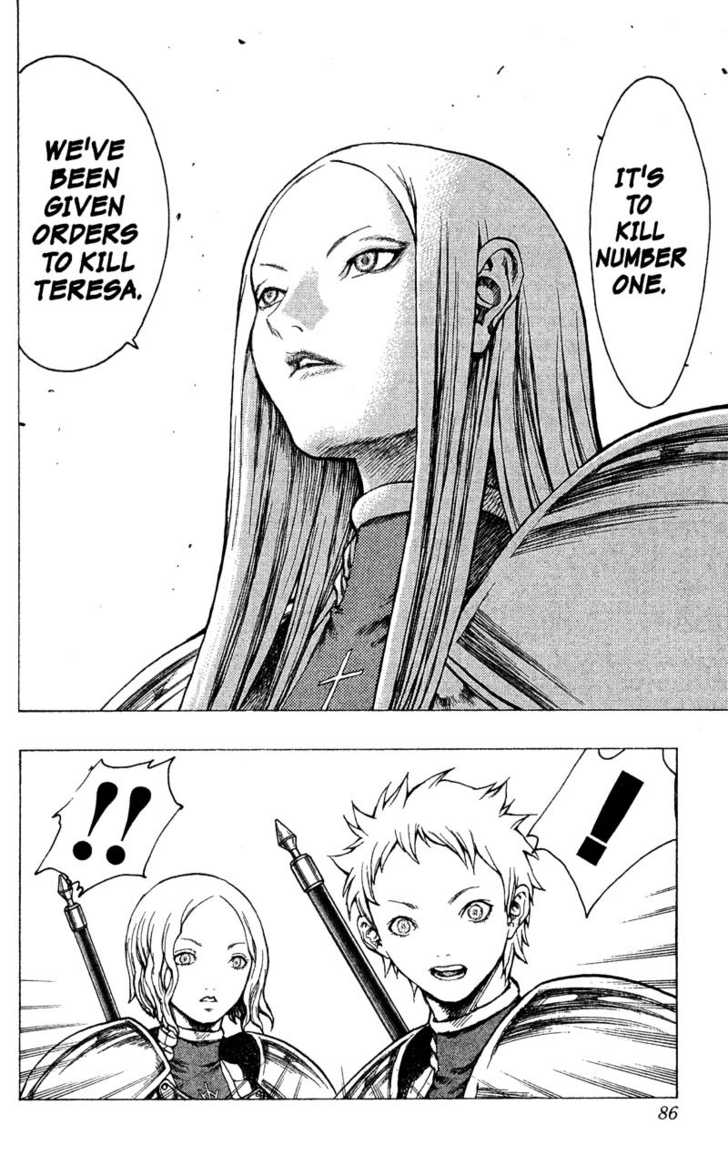 IT'S
TO
KILL
NUMBER
ONE.
WE'VE
BEEN
GIVEN
ORDERS
TO KILL
TERESA.
!
!!
86